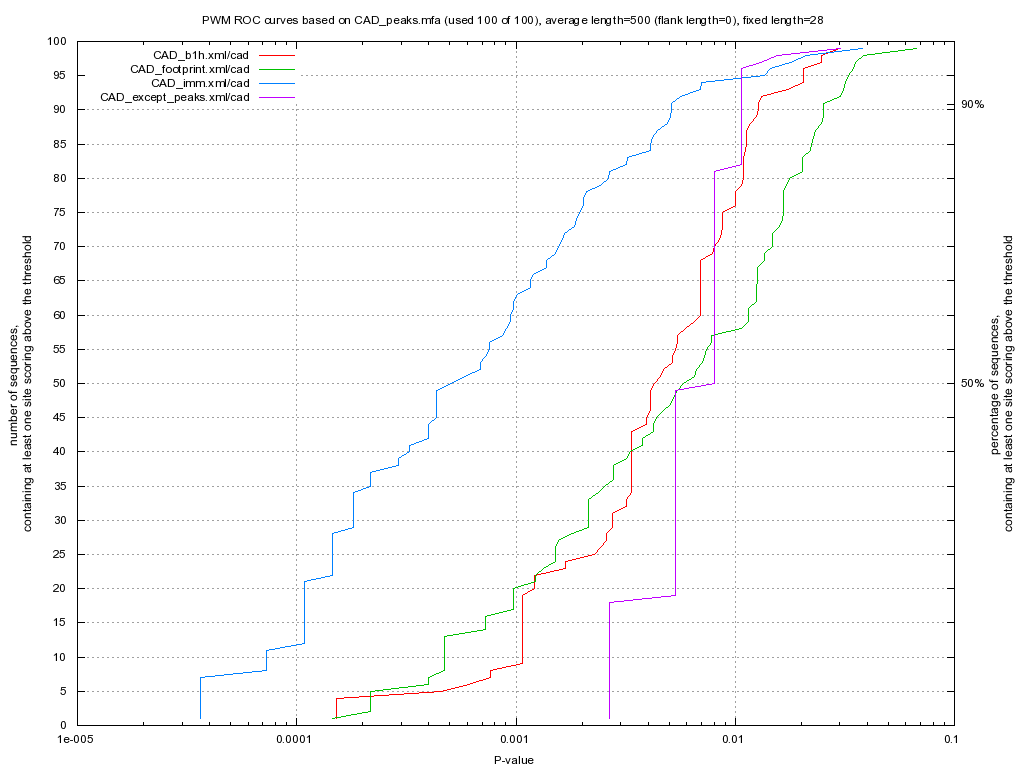 PWM ROC curves based on CAD_peaks.mfa (used 100 of 100), average length=500 (flank length=0), fixed length=28
CAD_b1h.xml/cad
CAD_footprint.xml/cad
CAD_imm.xml/cad
CAD_except_peaks.xml/cad
100
95
90
85
80
75
70
65
60
55
50
45
40
35
30
25
20
15
10
5
0
90%
50%
number of sequences,
containing at least one site scoring above the threshold
percentage of sequences,
containing at least one site scoring above the threshold
1e-005
0.0001
0.001
0.01
0.1
P-value